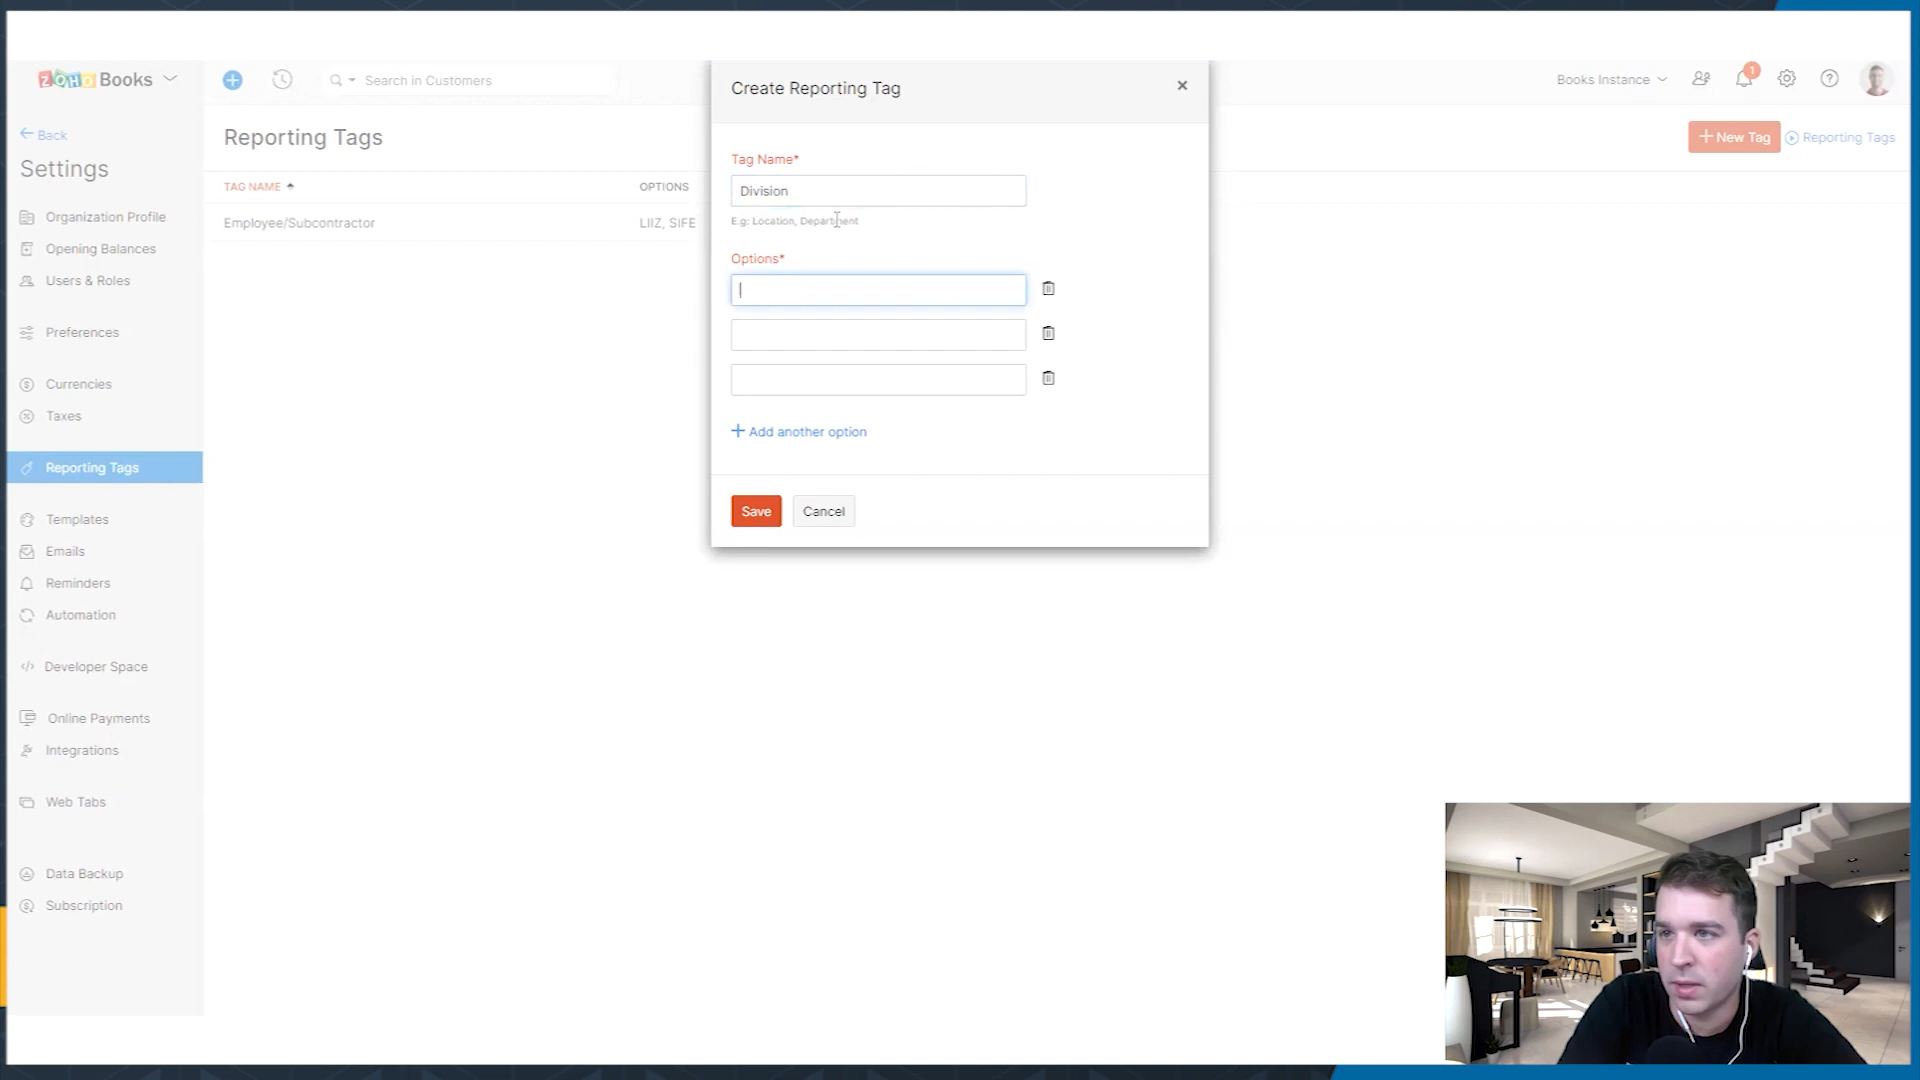 ZOHO Books
Search in Customers
Books Instance
1
Back
Settings
Organization Profile
Opening Balances
Users & Roles
Preferences
Currencies
Taxes
Reporting Tags
Templates
Emails
Reminders
Automation
Developer Space
Online Payments
Integrations
Web Tabs
Data Backup
Subscription
Reporting Tags
New Tag
Reporting Tags
TAG NAME
OPTIONS
Employee/Subcontractor
LIIZ, SIFE
Create Reporting Tag
Tag Name*
Division
E.g: Location, Department
Options*
Add another option
Save
Cancel